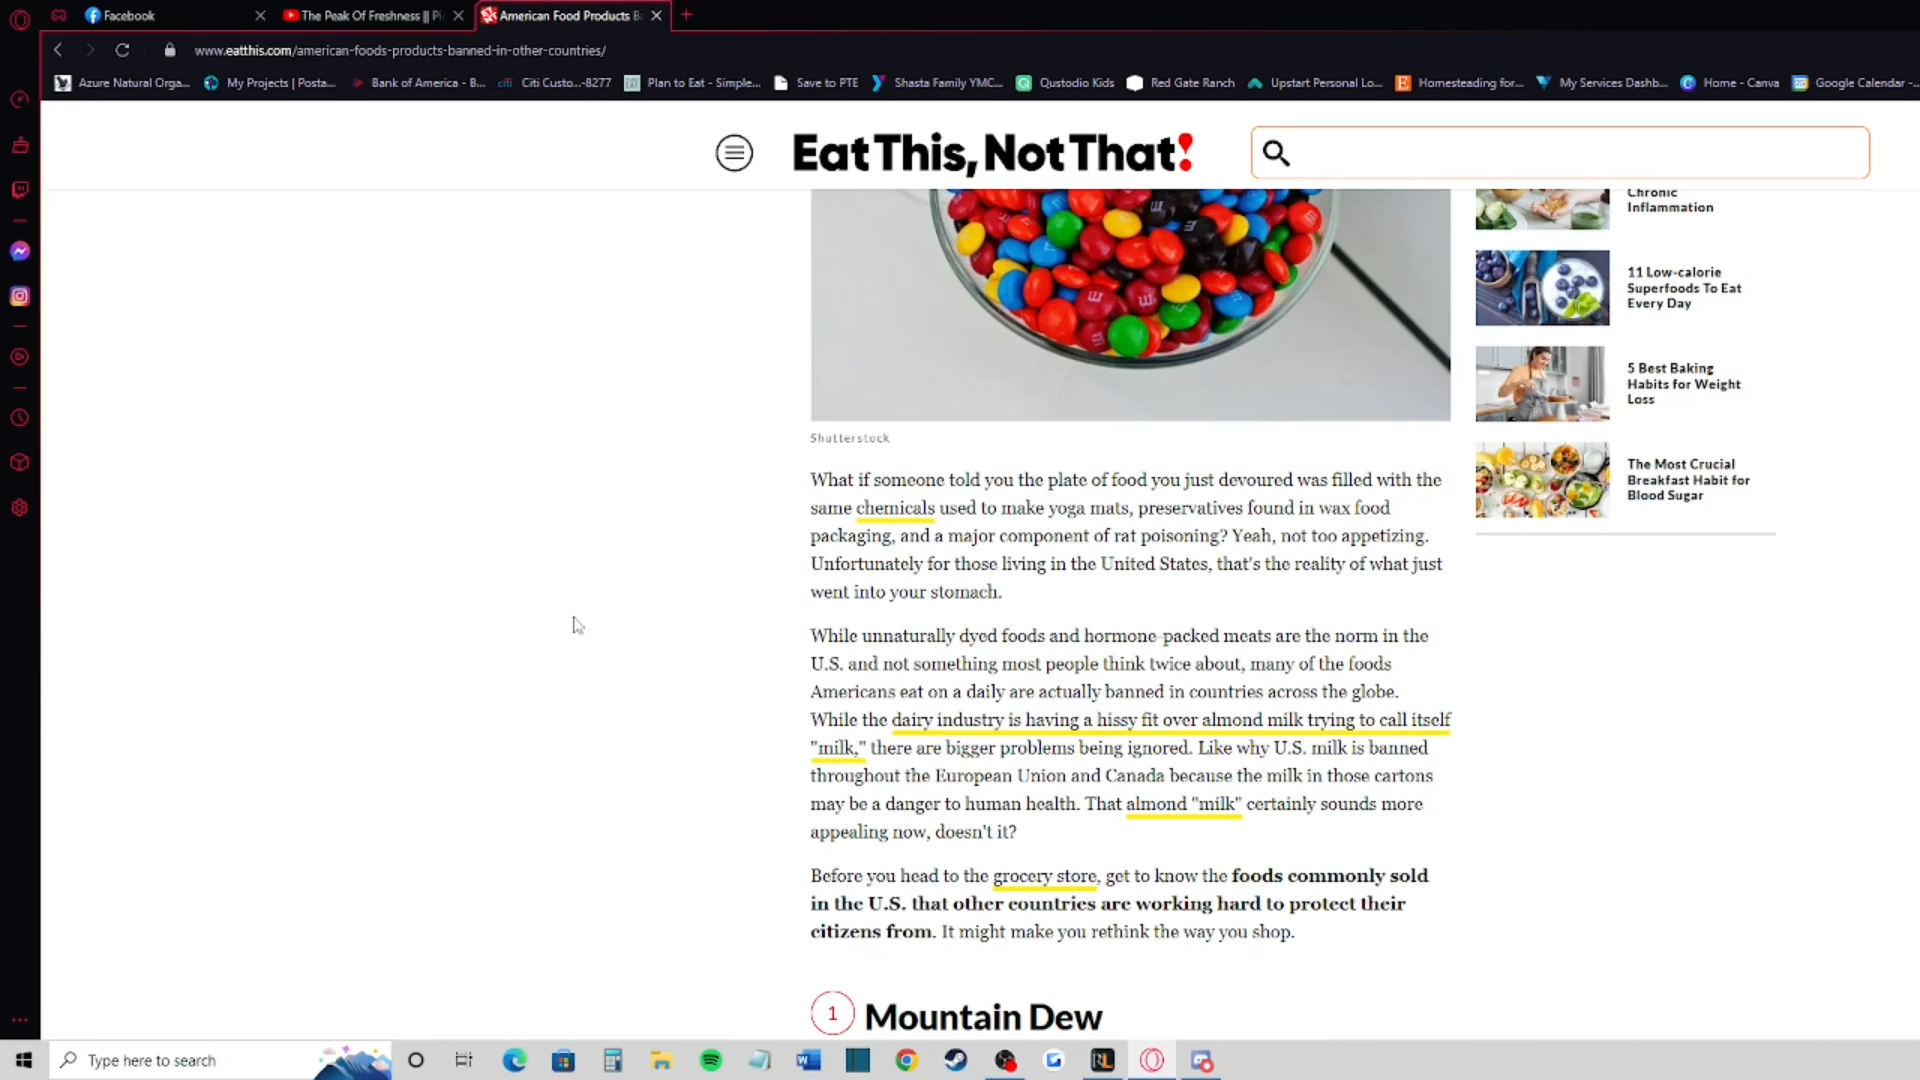 Facebook
The Peak Of Freshness || Pi
American Food Products B
www.eatthis.com/american-foods-products-banned-in-other-countries/
Azure Natural Orga...
My Projects | Posta...
Bank of America - B...
citi Citi Custo...-8277
Plan to Eat - Simple...
Save to PTE
Shasta Family YMC...
Qustodio Kids
Red Gate Ranch
Upstart Personal Lo...
Homesteading for...
My Services Dashb...
Home - Canva
Google Calendar -...
Eat This, Not That!
Chronic
Inflammation
11 Low-calorie
Superfoods To Eat
Every Day
5 Best Baking
Habits for Weight
Loss
The Most Crucial
Breakfast Habit for
Blood Sugar
Shutterstock
What if someone told you the plate of food you just devoured was filled with the
same chemicals used to make yoga mats, preservatives found in wax food
packaging, and a major component of rat poisoning? Yeah, not too appetizing.
Unfortunately for those living in the United States, that's the reality of what just
went into your stomach.
While unnaturally dyed foods and hormone-packed meats are the norm in the
U.S. and not something most people think twice about, many of the foods
Americans eat on a daily are actually banned in countries across the globe.
While the dairy industry is having a hissy fit over almond milk trying to call itself
"milk," there are bigger problems being ignored. Like why U.S. milk is banned
throughout the European Union and Canada because the milk in those cartons
may be a danger to human health. That almond "milk" certainly sounds more
appealing now, doesn't it?
Before you head to the grocery store, get to know the foods commonly sold
in the U.S. that other countries are working hard to protect their
citizens from. It might make you rethink the way you shop.
1 Mountain Dew
Type here to search